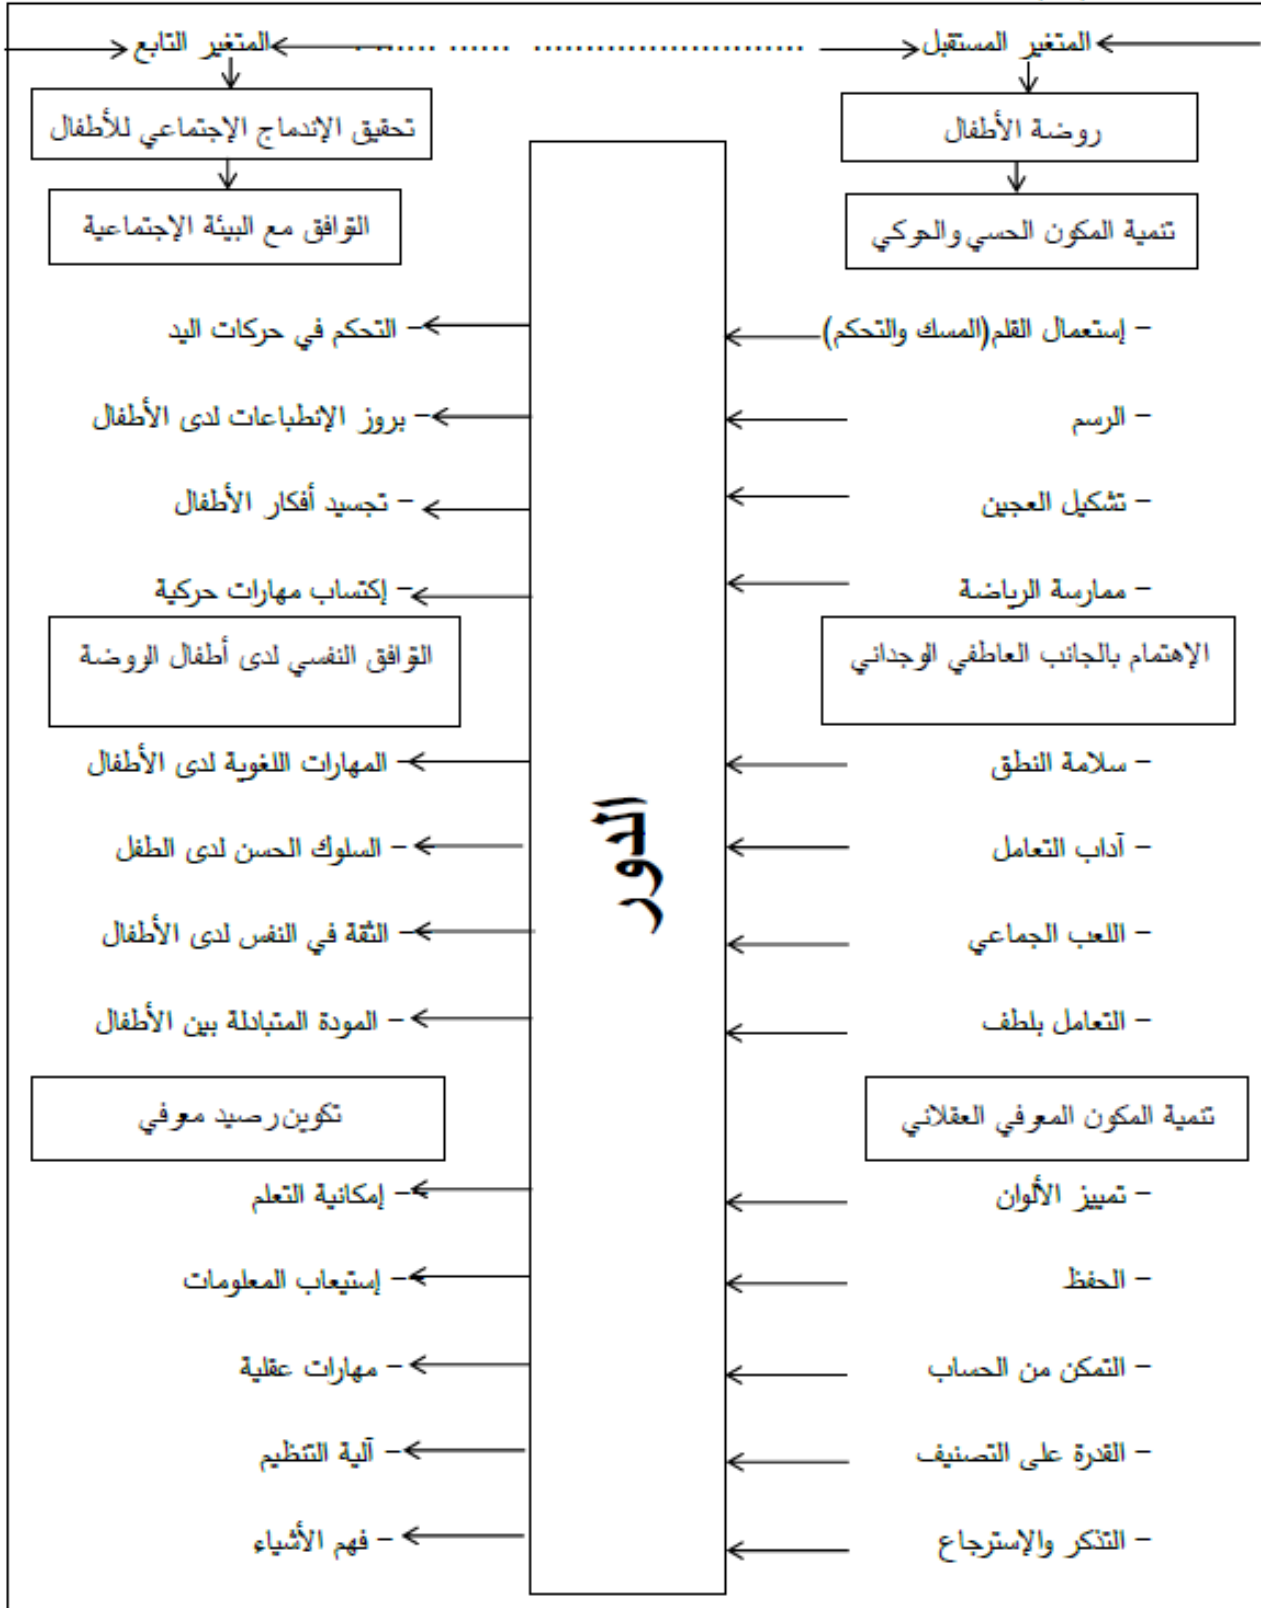 المتغير المستقبل ................................ المتغير التابع
روضة الأطفال
تحقيق الإندماج الإجتماعي للأطفال
تنمية المكون الحسي والحركي
التوافق مع البيئة الإجتماعية
– إستعمال القلم(المسك والتحكم)
– التحكم في حركات اليد
– الرسم
– بروز الإنطباعات لدى الأطفال
– تشكيل العجين
– تجسيد أفكار الأطفال
– ممارسة الرياضة
– إكتساب مهارات حركية
الإهتمام بالجانب العاطفي الوجداني
التوافق النفسي لدى أطفال الروضة
– سلامة النطق
– المهارات اللغوية لدى الأطفال
– آداب التعامل
– السلوك الحسن لدى الطفل
– اللعب الجماعي
– الثقة في النفس لدى الأطفال
– التعامل بلطف
– المودة المتبادلة بين الأطفال
الدور
تنمية المكون المعرفي العقلاني
تكوين رصيد معرفي
– تمييز الألوان
– إمكانية التعلم
– الحفظ
– إستيعاب المعلومات
– التمكن من الحساب
– مهارات عقلية
– القدرة على التصنيف
– آلية التنظيم
– التذكر والإسترجاع
– فهم الأشياء